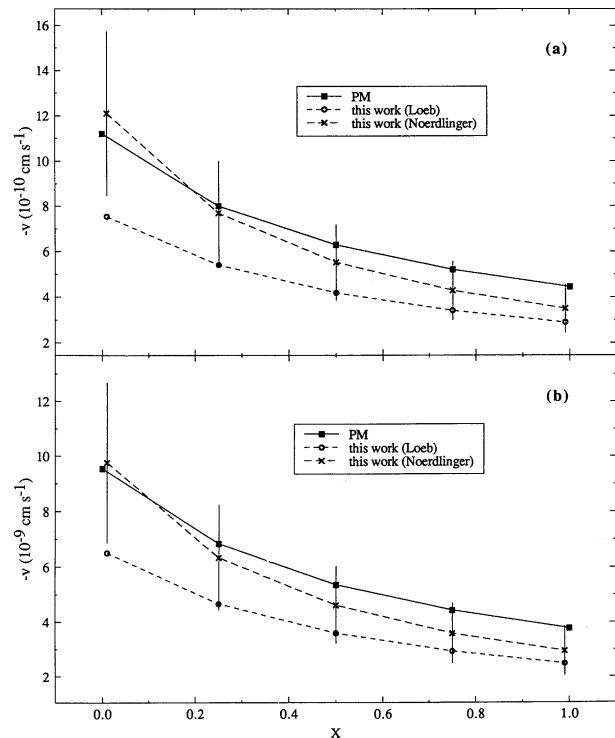 16
14
12
10
8
6
4
2
-v (10⁻¹⁰ cm s⁻¹)
(a)
PM
this work (Loeb)
this work (Noerdlinger)
12
10
8
6
4
2
-v (10⁻⁹ cm s⁻¹)
(b)
PM
this work (Loeb)
this work (Noerdlinger)
0.0 0.2 0.4 0.6 0.8 1.0
X